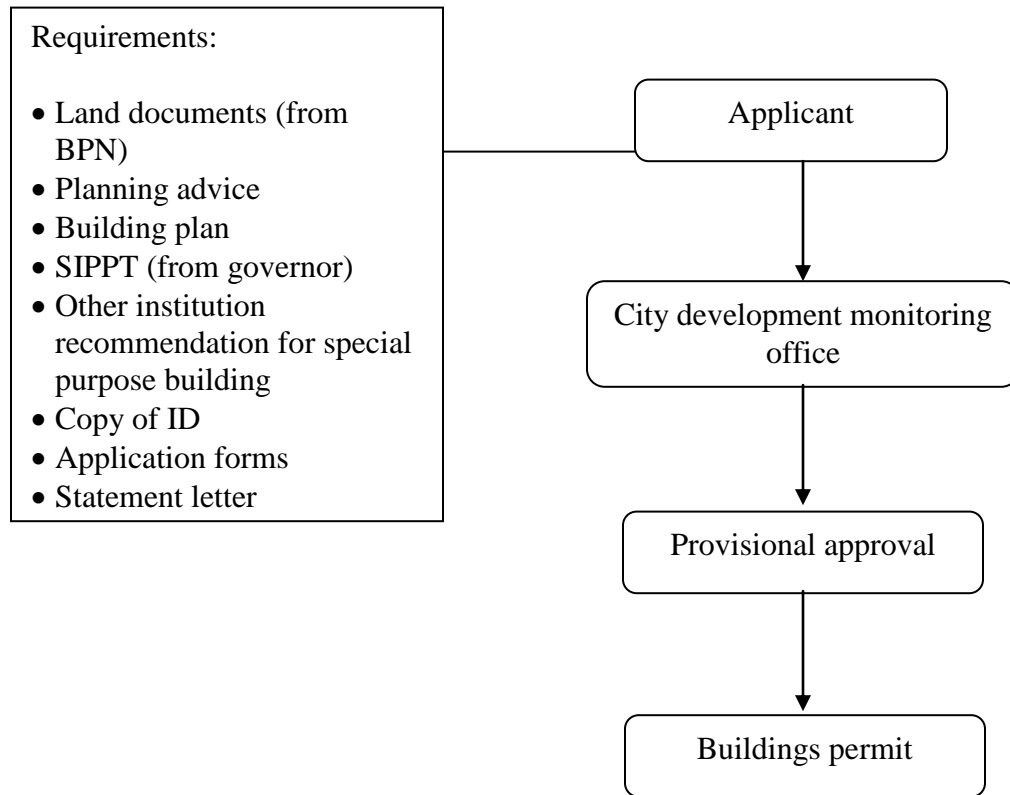 Requirements:
• Land documents (from
BPN)
• Planning advice
• Building plan
• SIPPT (from governor)
• Other institution
recommendation for special
purpose building
• Copy of ID
• Application forms
• Statement letter
Applicant
City development monitoring
office
Provisional approval
Buildings permit